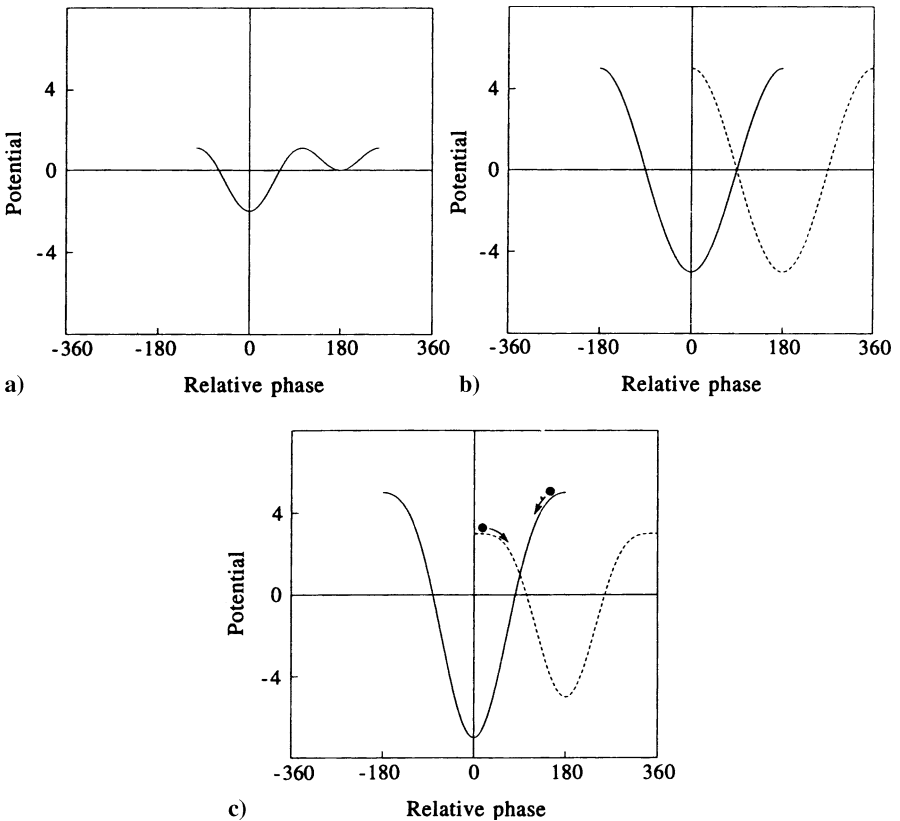 4
0
-4
Potential
-360 -180 0 180 360
a) Relative phase
4
0
-4
Potential
-360 -180 0 180 360
b) Relative phase
4
0
-4
Potential
-360 -180 0 180 360
c) Relative phase